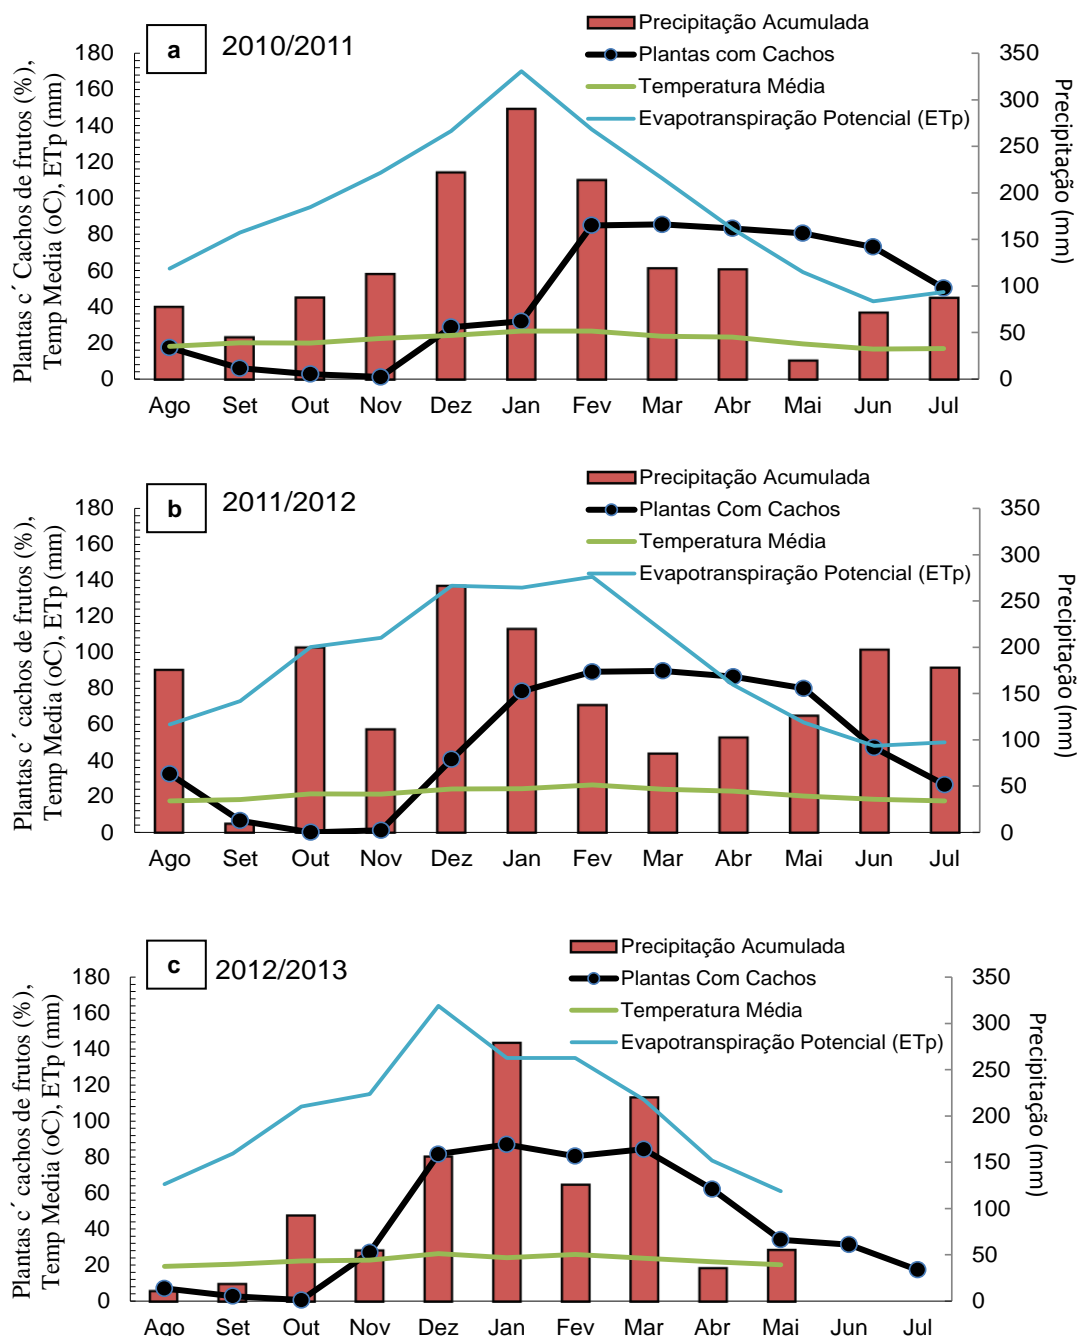 Precipitação Acumulada
Plantas com Cachos
Temperatura Média
Evapotranspiração Potencial (ETp)
a
2010/2011
Plantas c´ Cachos de frutos (%),
Temp Media (oC), ETp (mm)
180
160
140
120
100
80
60
40
20
0
350
300
250
200
150
100
50
0
Precipitação (mm)
Ago Set Out Nov Dez Jan Fev Mar Abr Mai Jun Jul
Precipitação Acumulada
Plantas Com Cachos
Temperatura Média
Evapotranspiração Potencial (ETp)
b
2011/2012
Plantas c´ cachos de frutos (%),
Temp Media (oC), ETp (mm)
180
160
140
120
100
80
60
40
20
0
350
300
250
200
150
100
50
0
Precipitação (mm)
Ago Set Out Nov Dez Jan Fev Mar Abr Mai Jun Jul
Precipitação Acumulada
Plantas Com Cachos
Temperatura Média
Evapotranspiração Potencial (ETp)
c
2012/2013
Plantas c´ cachos de frutos (%),
Temp Media (oC), ETp (mm)
180
160
140
120
100
80
60
40
20
0
350
300
250
200
150
100
50
0
Precipitação (mm)
Ago Set Out Nov Dez Jan Fev Mar Abr Mai Jun Jul